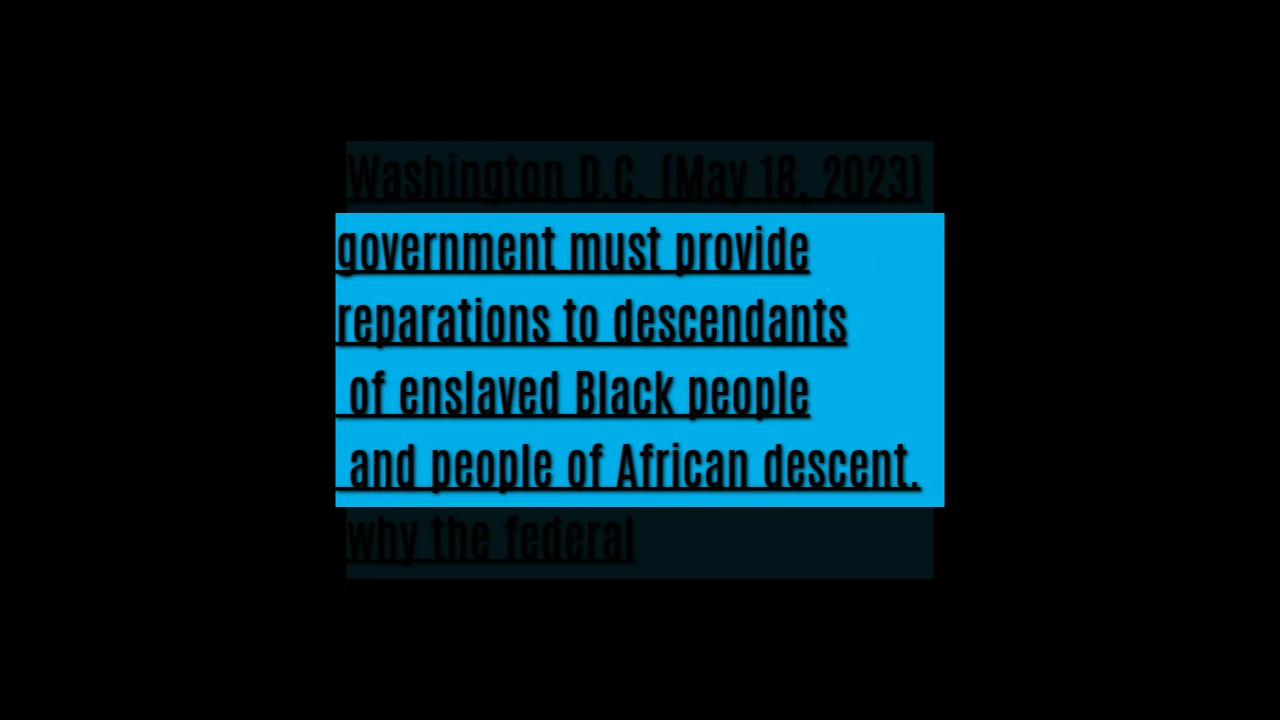 Washington D.C. (May 18, 2023)
government must provide
reparations to descendants
of enslaved Black people
and people of African descent.
why the federal